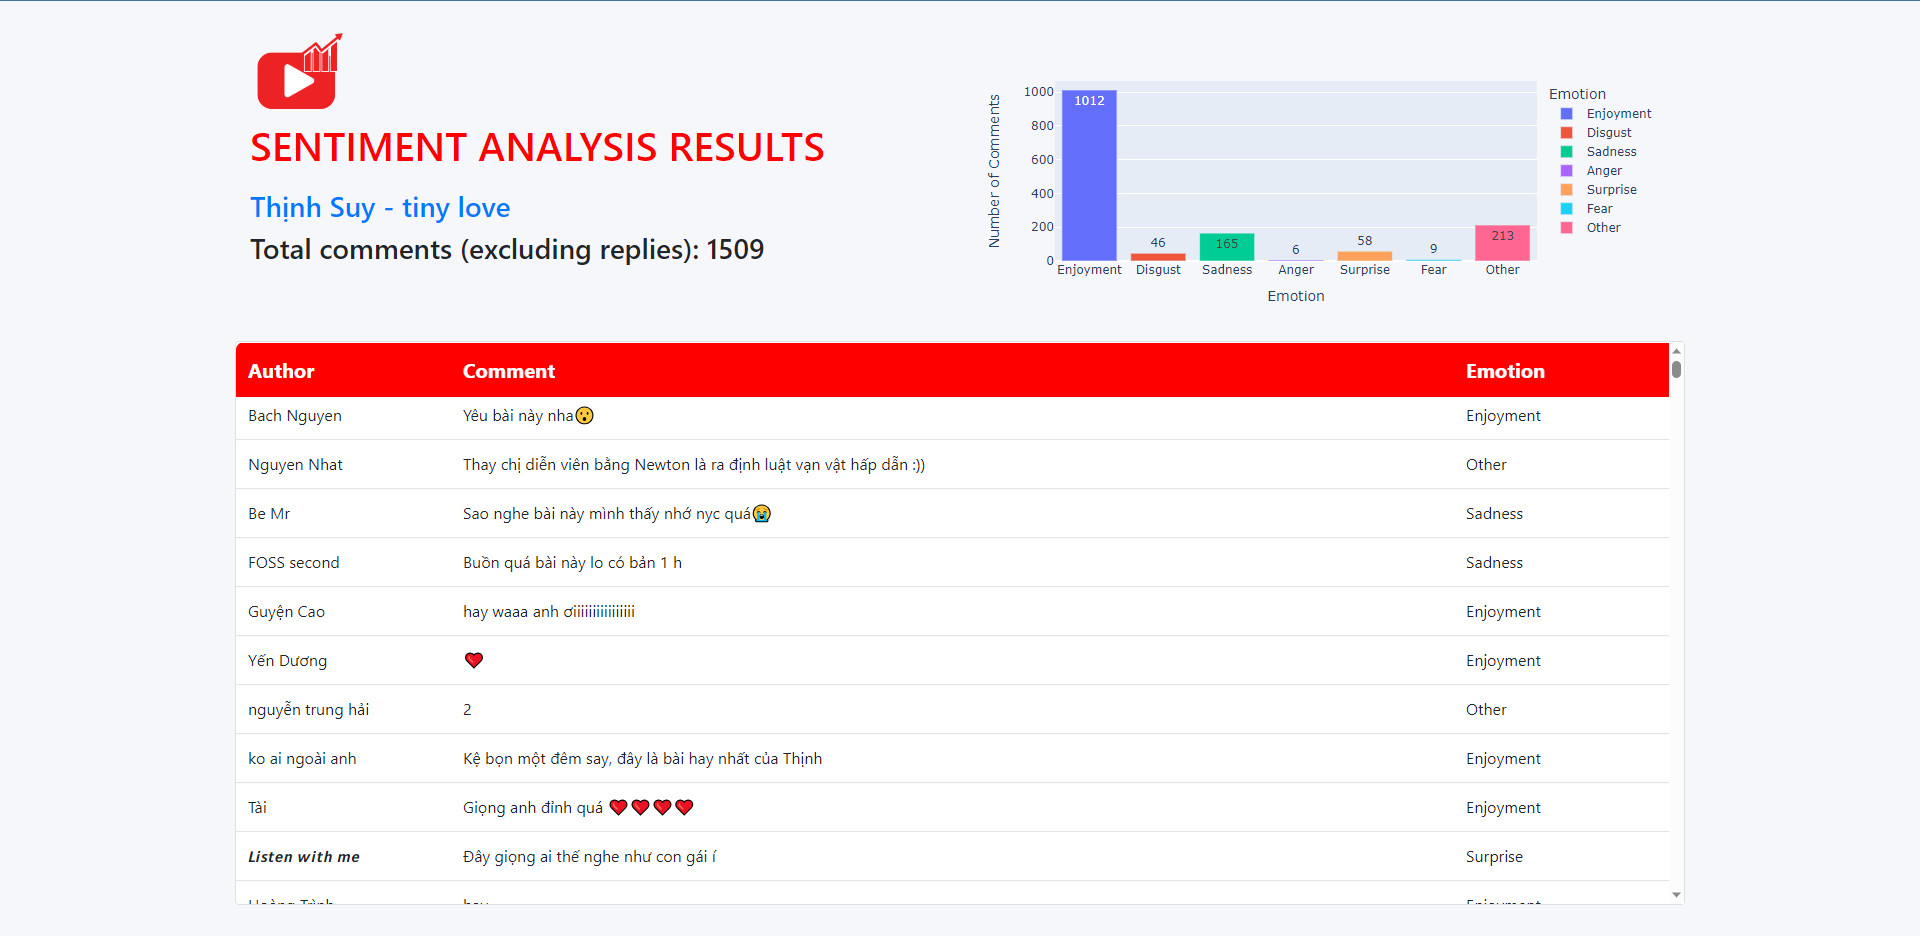 SENTIMENT ANALYSIS RESULTS
Thịnh Suy - tiny love
Total comments (excluding replies): 1509
Number of Comments
1000
800
600
400
200
0
1012
46
165
6
58
9
213
Enjoyment Disgust Sadness Anger Surprise Fear Other
Emotion
Emotion
Enjoyment
Disgust
Sadness
Anger
Surprise
Fear
Other
Author Comment Emotion
Bach Nguyen Yêu bài này nha😮 Enjoyment
Nguyen Nhat Thay chị diễn viên bằng Newton là ra định luật vạn vật hấp dẫn :)) Other
Be Mr Sao nghe bài này mình thấy nhớ nyc quá😭 Sadness
FOSS second Buồn quá bài này lo có bản 1 h Sadness
Guyện Cao hay waaa anh ơiiiiiiiiiiiiiiii Enjoyment
Yến Dương ❤ Enjoyment
nguyễn trung hải 2 Other
ko ai ngoài anh Kệ bọn một đêm say, đây là bài hay nhất của Thịnh Enjoyment
Tài Giọng anh đỉnh quá ❤❤❤❤ Enjoyment
Listen with me Đây giọng ai thế nghe như con gái í Surprise
Hoàng Trình hay Enjoyment